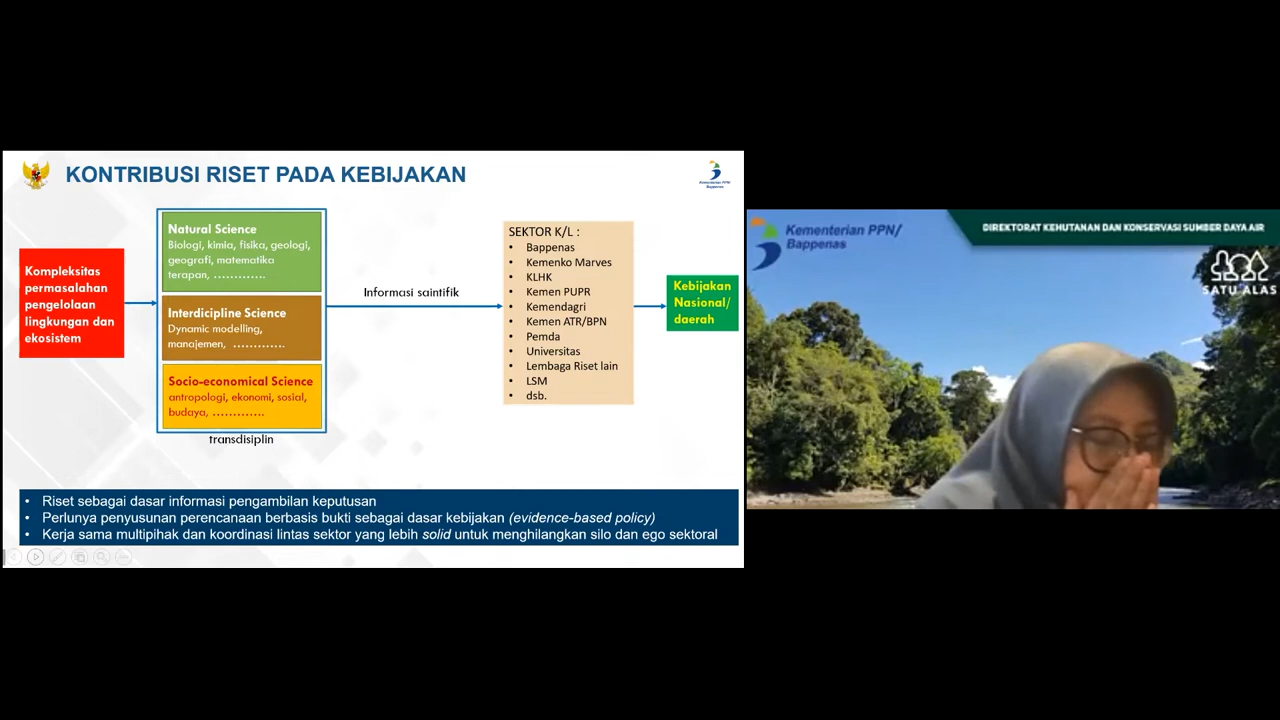 KONTRIBUSI RISET PADA KEBIJAKAN
Kementerian PPN/
Bappenas
Kompleksitas
permasalahan
pengelolaan
lingkungan dan
ekosistem
Natural Science
Biologi, kimia, fisika, geologi,
geografi, matematika
terapan, ………….
Interdicipline Science
Dynamic modelling,
manajemen, ………….
Socio-economical Science
antropologi, ekonomi, sosial,
budaya, ………….
transdisiplin
Informasi saintifik
SEKTOR K/L :
• Bappenas
• Kemenko Marves
• KLHK
• Kemen PUPR
• Kemendagri
• Kemen ATR/BPN
• Pemda
• Universitas
• Lembaga Riset lain
• LSM
• dsb.
Kebijakan
Nasional/
daerah
• Riset sebagai dasar informasi pengambilan keputusan
• Perlunya penyusunan perencanaan berbasis bukti sebagai dasar kebijakan (evidence-based policy)
• Kerja sama multipihak dan koordinasi lintas sektor yang lebih solid untuk menghilangkan silo dan ego sektoral
Kementerian PPN/
Bappenas
DIREKTORAT KEHUTANAN DAN KONSERVASI SUMBER DAYA AIR
SATU ALAS